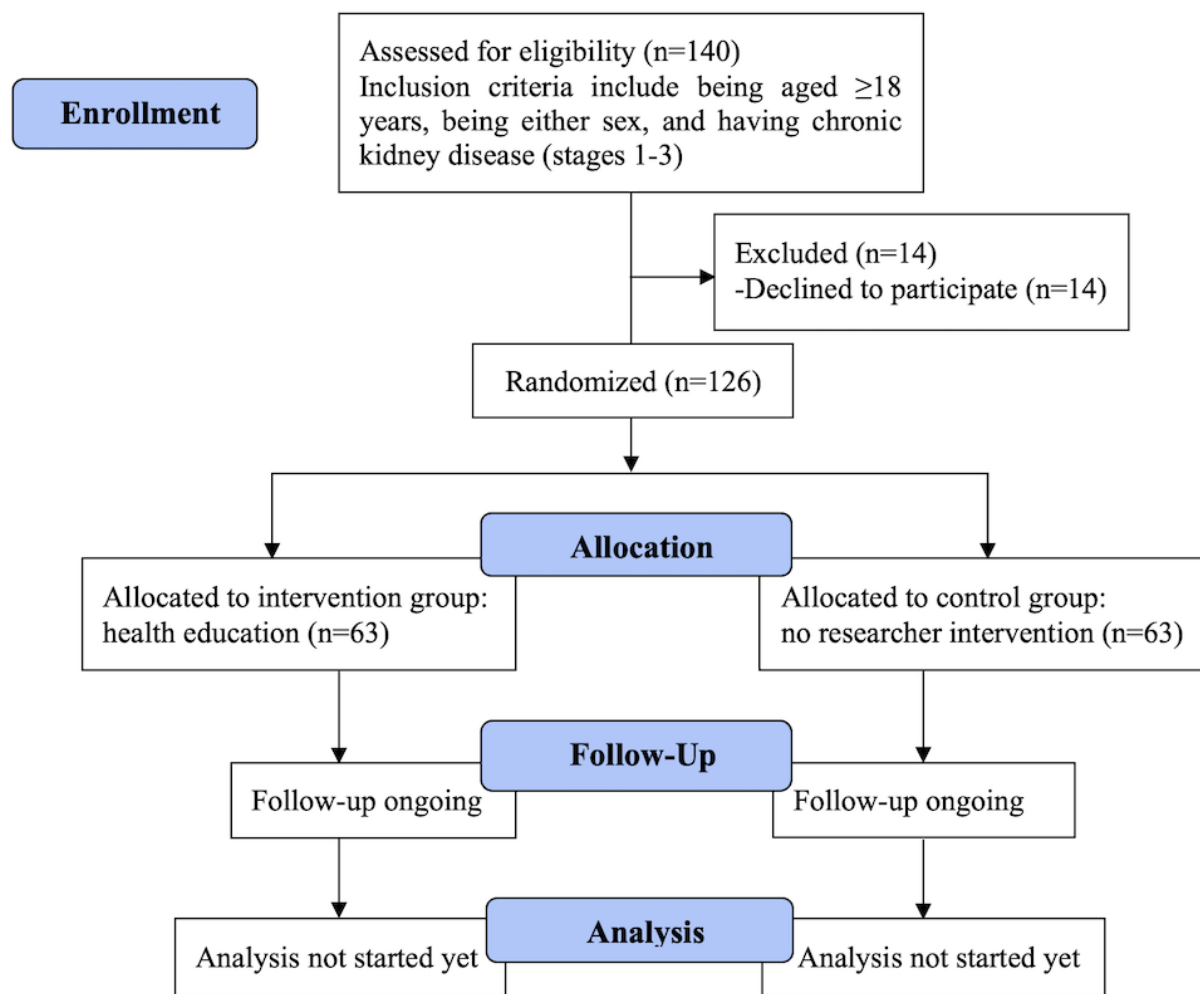 Assessed for eligibility (n=140)
Inclusion criteria include being aged ≥18
years, being either sex, and having chronic
kidney disease (stages 1-3)
Enrollment
Excluded (n=14)
-Declined to participate (n=14)
Randomized (n=126)
Allocation
Allocated to intervention group:
health education (n=63)
Allocated to control group:
no researcher intervention (n=63)
Follow-Up
Follow-up ongoing
Follow-up ongoing
Analysis
Analysis not started yet
Analysis not started yet